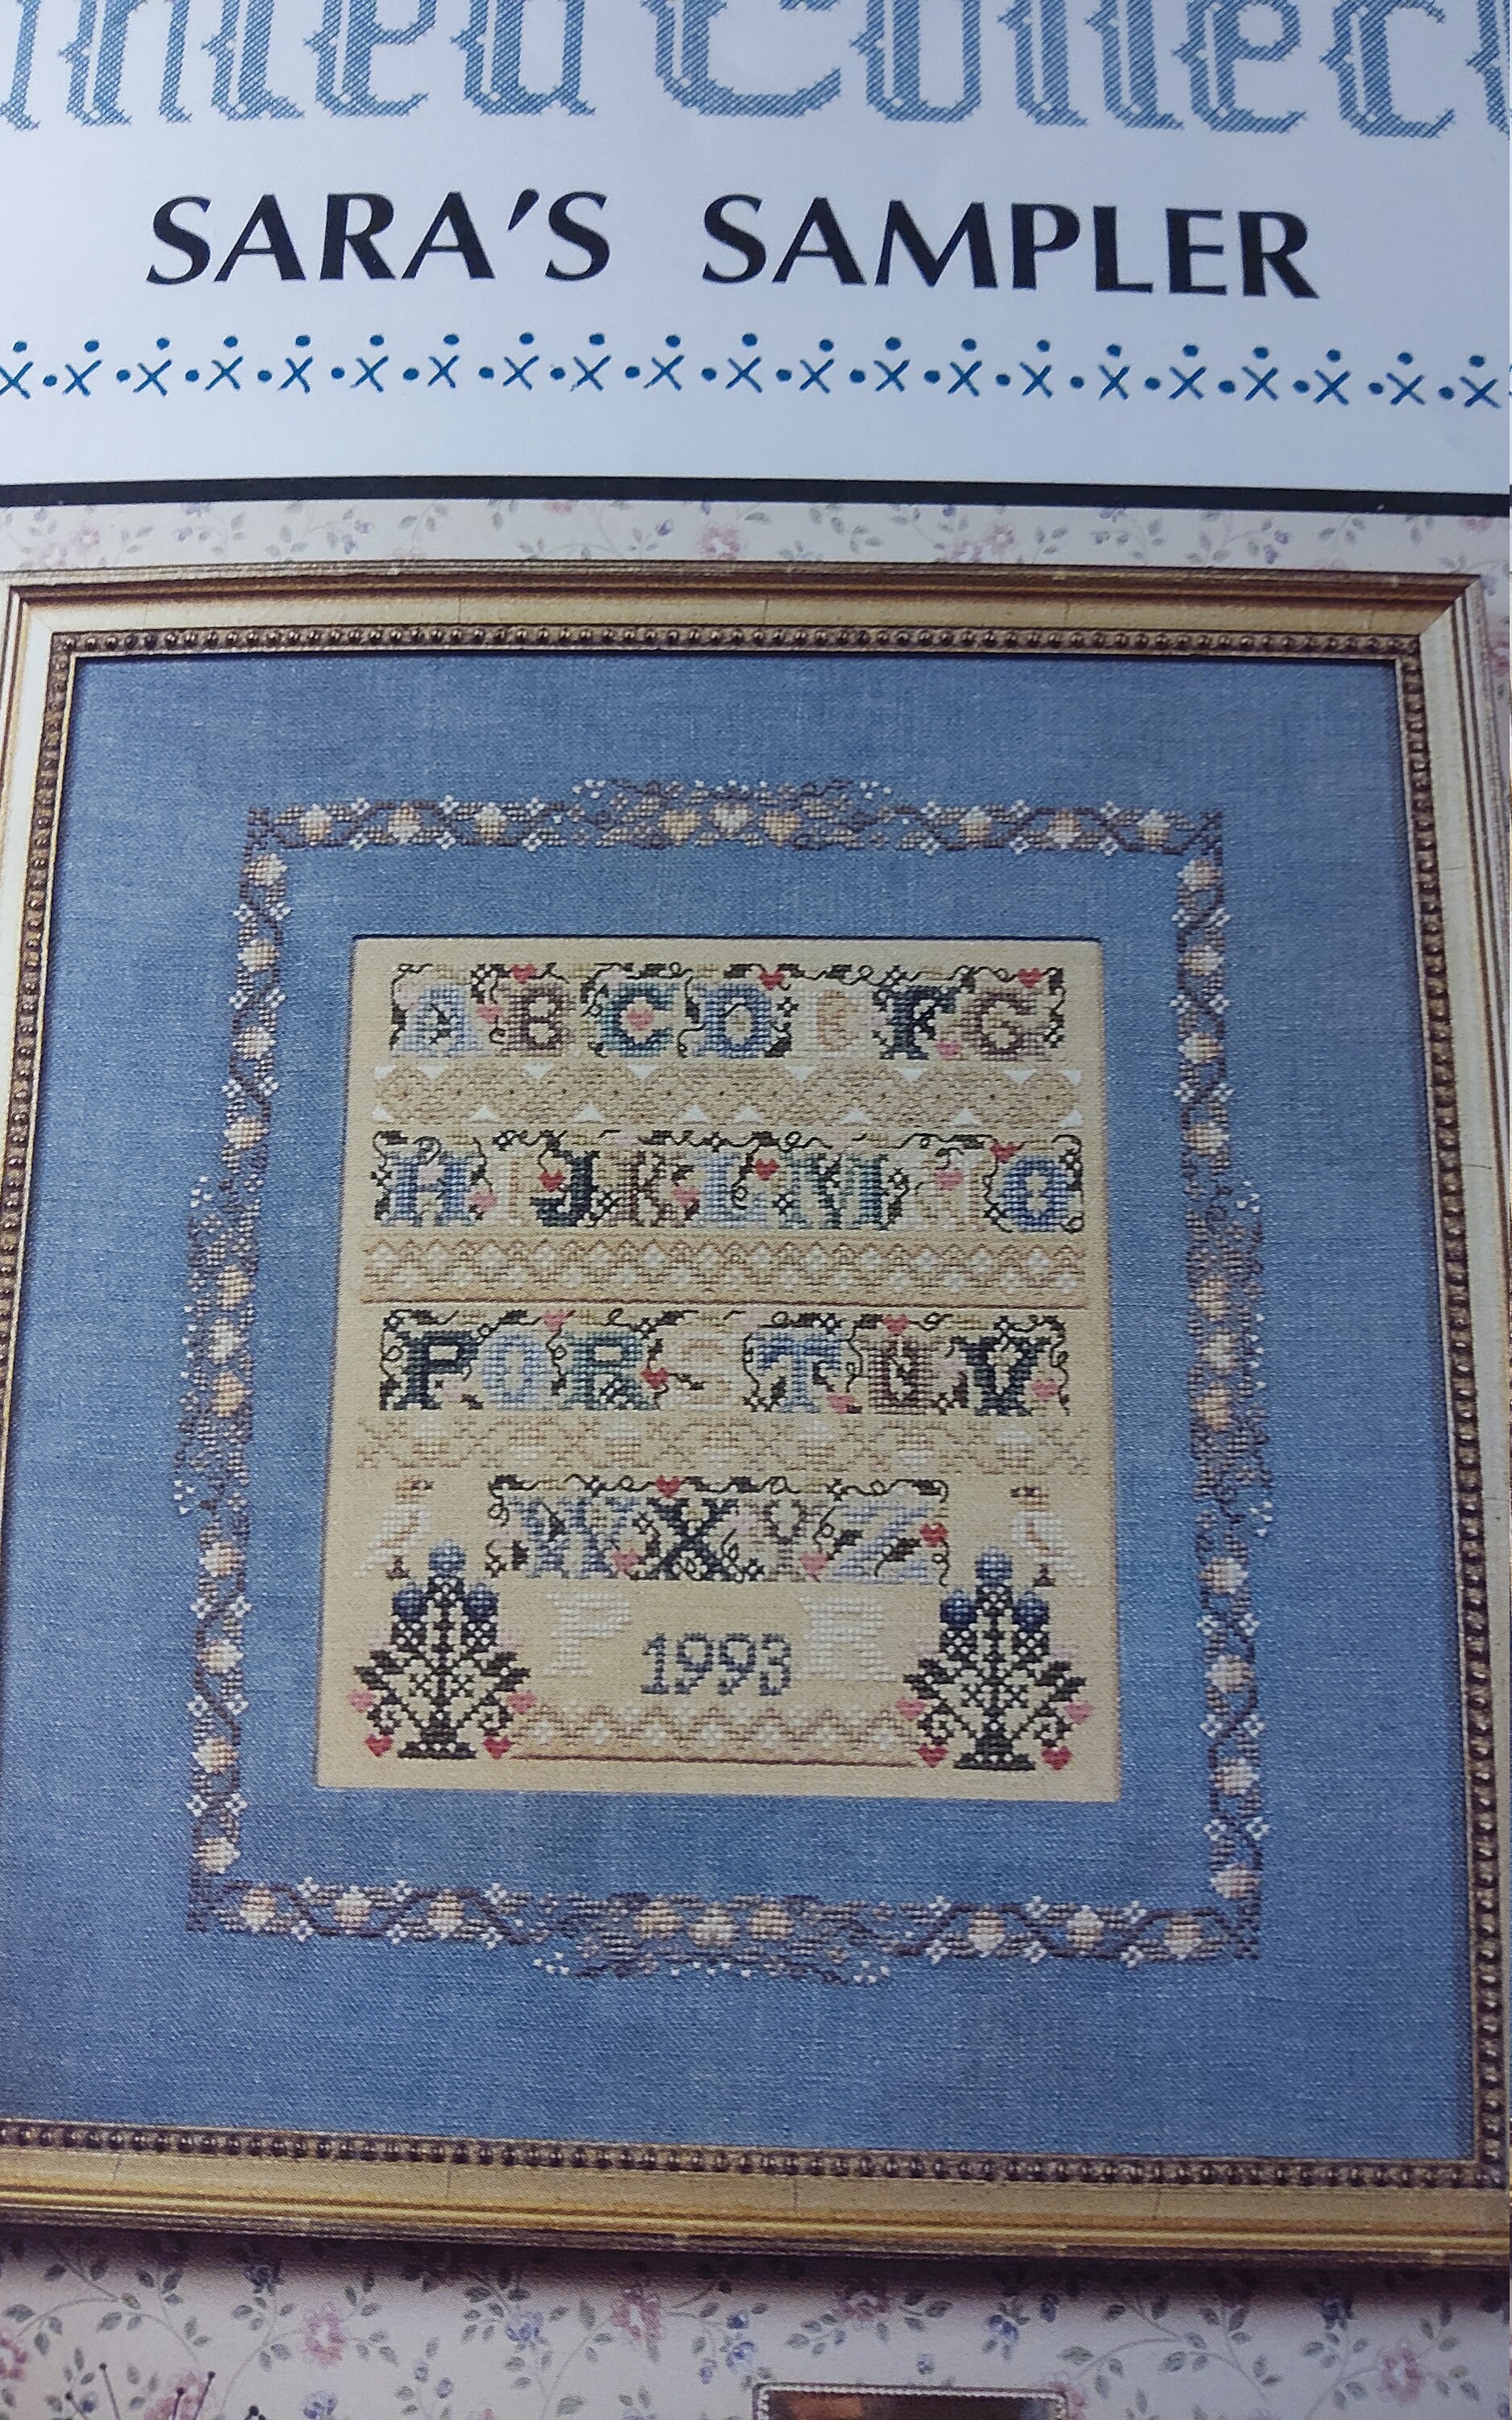 SARA'S SAMPLER
A B C D E F G
H I J K L M N O
P Q R S T U V
W X Y Z
P 1993 R